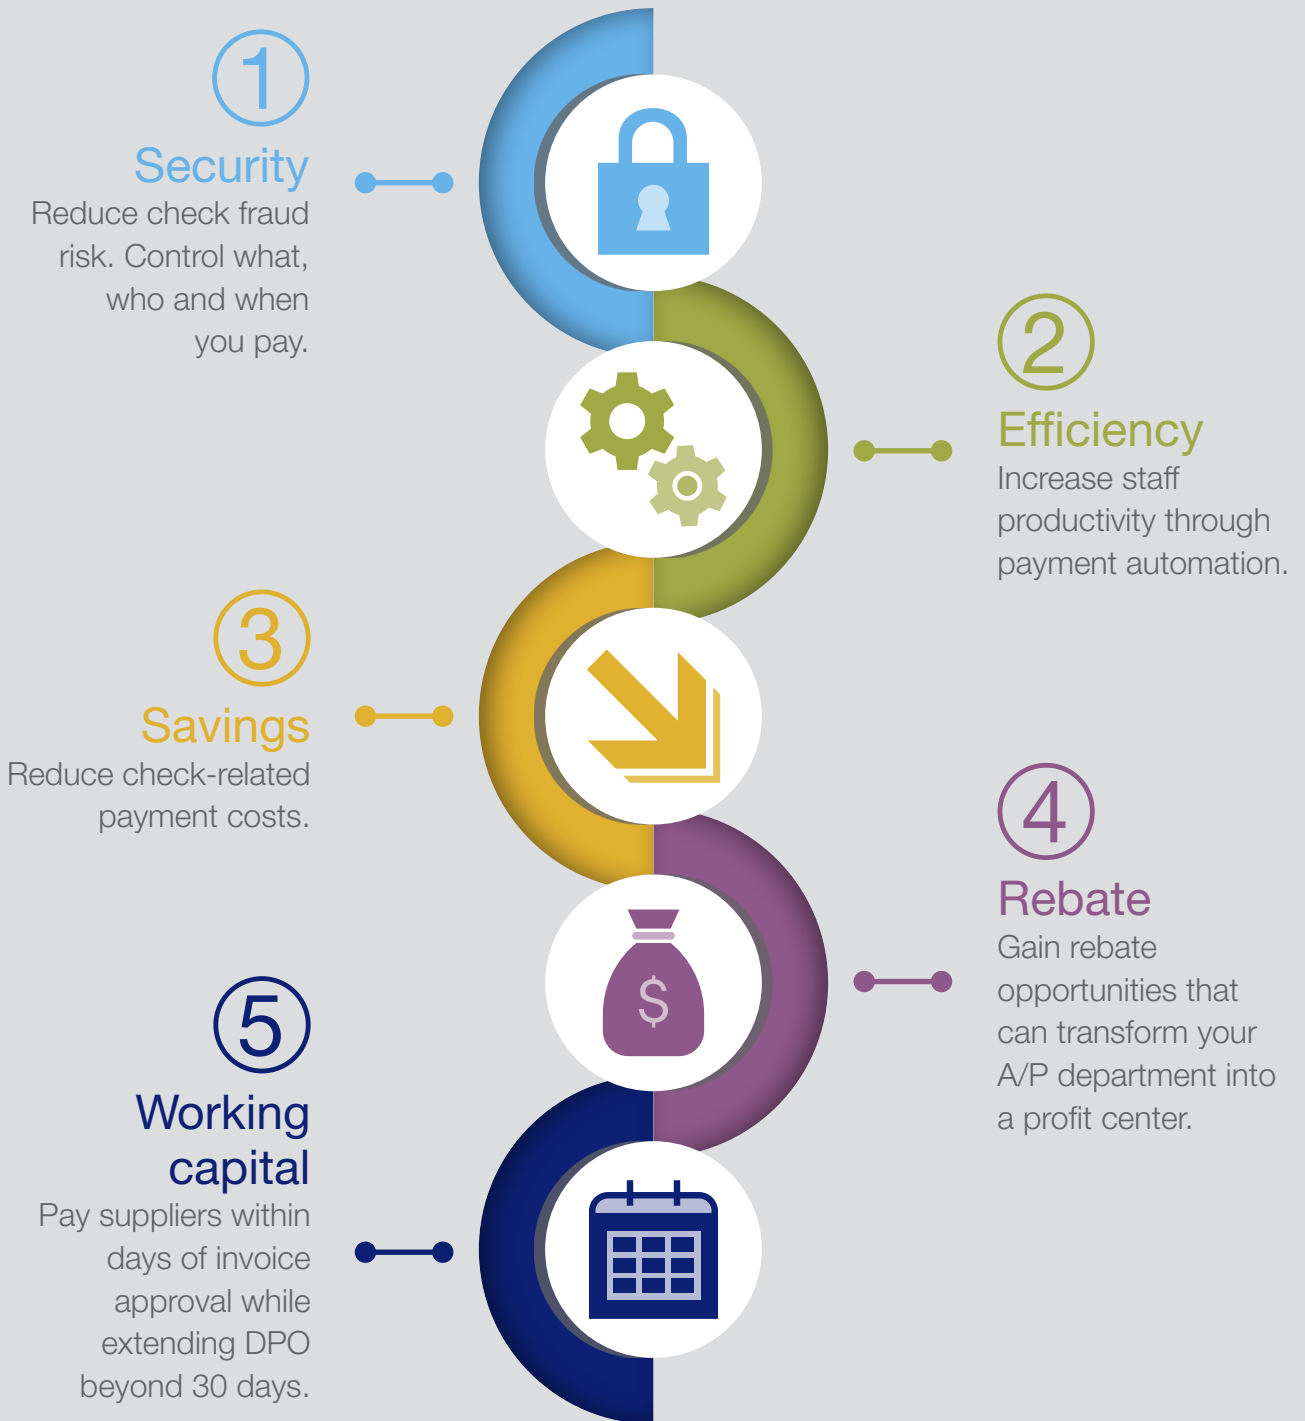 1
Security
Reduce check fraud
risk. Control what,
who and when
you pay.
2
Efficiency
Increase staff
productivity through
payment automation.
3
Savings
Reduce check-related
payment costs.
4
Rebate
Gain rebate
opportunities that
can transform your
A/P department into
a profit center.
$
5
Working
capital
Pay suppliers within
days of invoice
approval while
extending DPO
beyond 30 days.